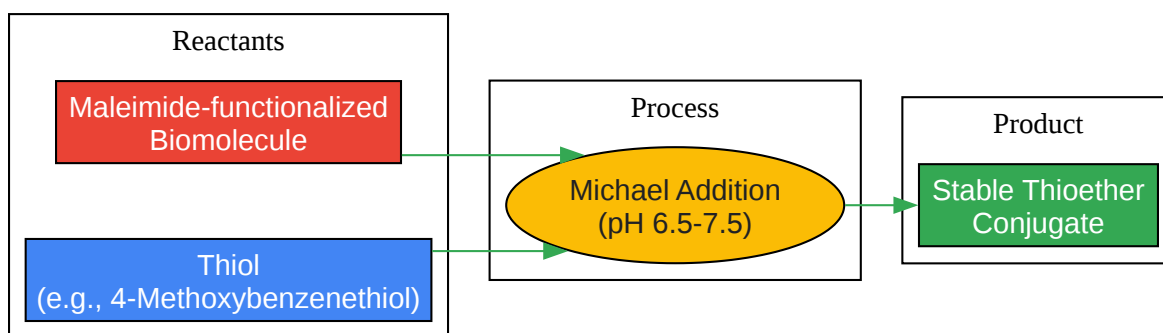 Reactants
Maleimide-functionalized
Biomolecule
Thiol
(e.g., 4-Methoxybenzenethiol)
Process
Michael Addition
(pH 6.5-7.5)
Product
Stable Thioether
Conjugate